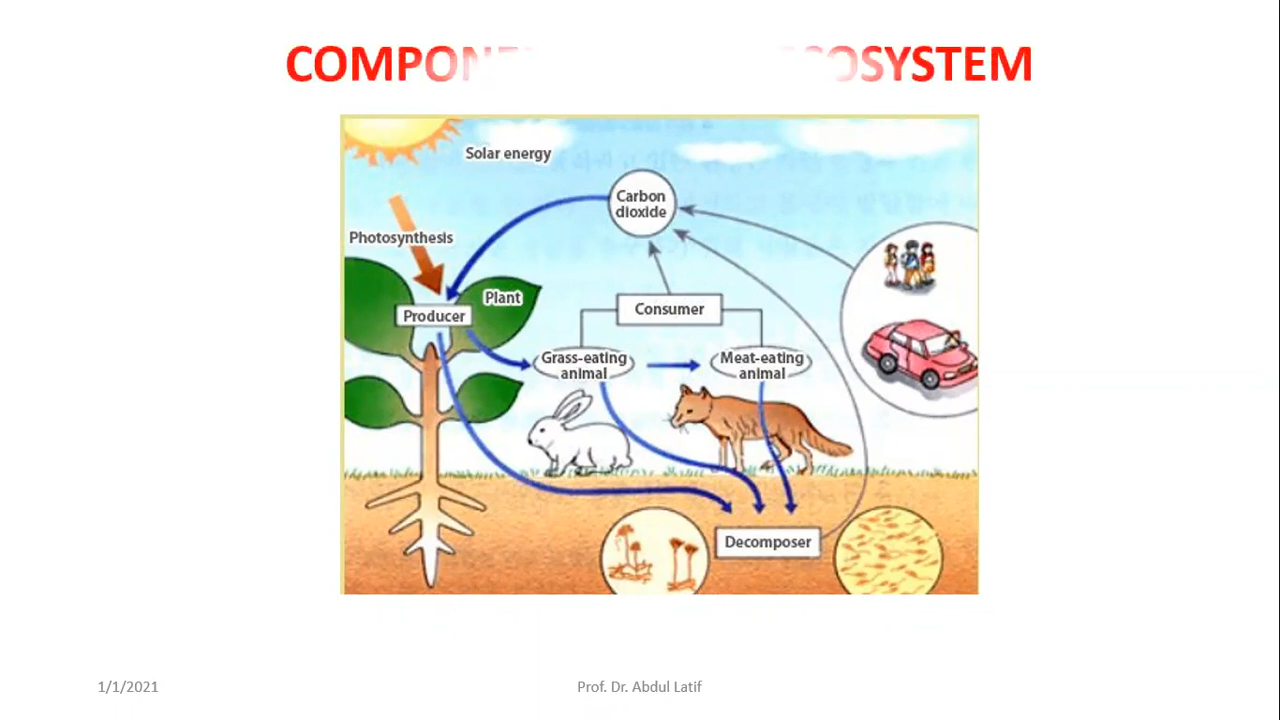 COMPON OSYSTEM
Solar energy
Carbon
dioxide
Photosynthesis
Plant
Producer
Consumer
Grass-eating
animal
Meat-eating
animal
Decomposer
1/1/2021
Prof. Dr. Abdul Latif